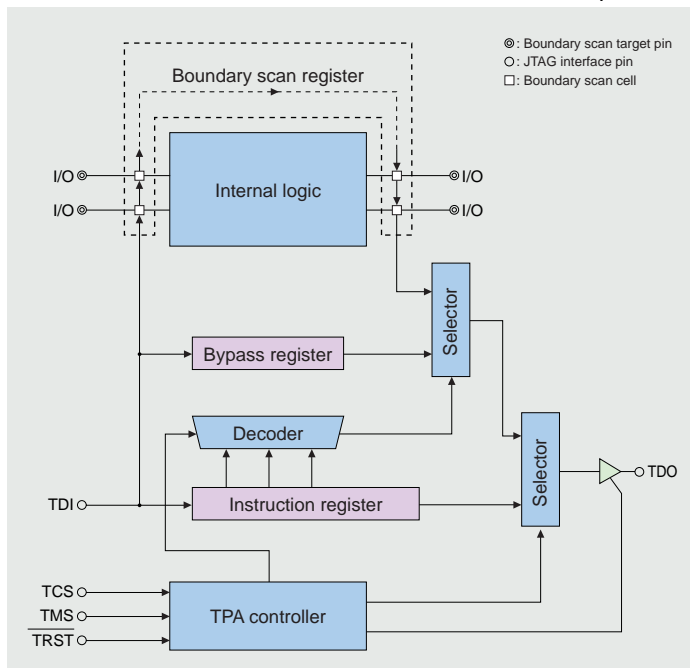 ◎: Boundary scan target pin
○: JTAG interface pin
□: Boundary scan cell
Boundary scan register
I/O
Internal logic
I/O
I/O
I/O
Selector
Bypass register
Decoder
Selector
TDO
TDI
Instruction register
TCS
TMS
TPA controller
TRST